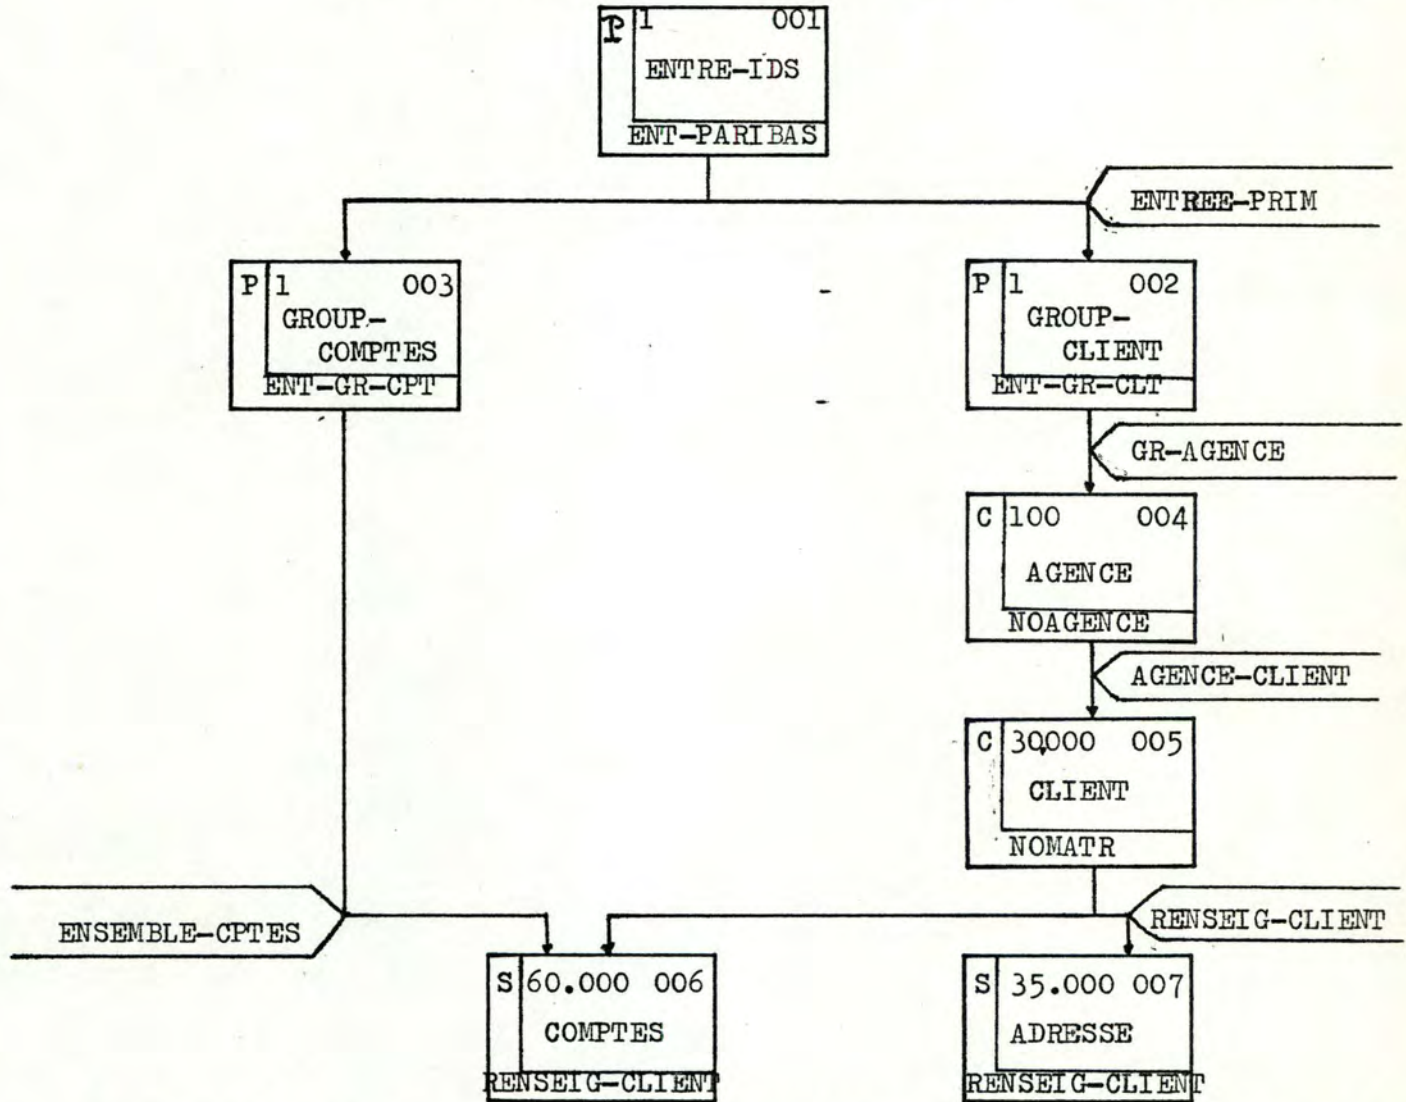 P 1 001
ENTRE-IDS
ENT-PARIBAS
ENTREE-PRIM
P 1 003
GROUP-
COMPTES
ENT-GR-CPT
P 1 002
GROUP-
CLIENT
ENT-GR-CLT
GR-AGENCE
C 100 004
AGENCE
NOAGENCE
AGENCE-CLIENT
C 30.000 005
CLIENT
NOMATR
ENSEMBLE-CPTES
RENSEIG-CLIENT
S 60.000 006
COMPTES
RENSEIG-CLIENT
S 35.000 007
ADRESSE
RENSEIG-CLIENT